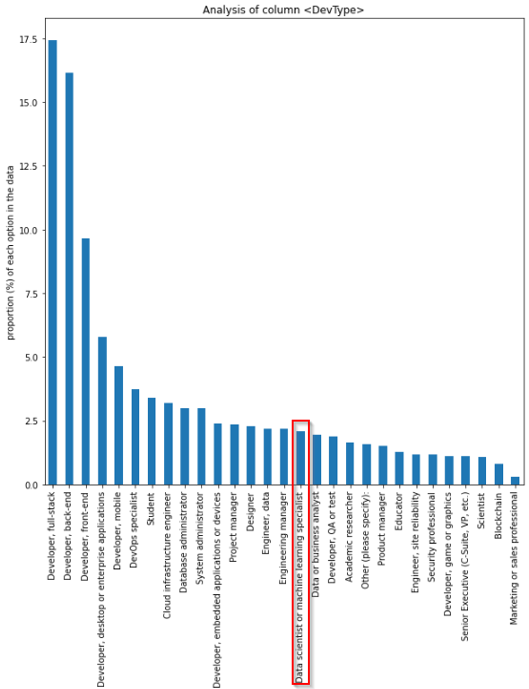 Analysis of column <DevType>
proportion (%) of each option in the data
17.5
15.0
12.5
10.0
7.5
5.0
2.5
0.0
Developer, full-stack
Developer, back-end
Developer, front-end
Developer, desktop or enterprise applications
Developer, mobile
DevOps specialist
Student
Cloud infrastructure engineer
Database administrator
System administrator
Developer, embedded applications or devices
Project manager
Designer
Engineer, data
Engineering manager
Data scientist or machine learning specialist
Data or business analyst
Developer, QA or test
Academic researcher
Other (please specify):
Product manager
Educator
Engineer, site reliability
Security professional
Developer, game or graphics
Senior Executive (C-Suite, VP, etc.)
Scientist
Blockchain
Marketing or sales professional